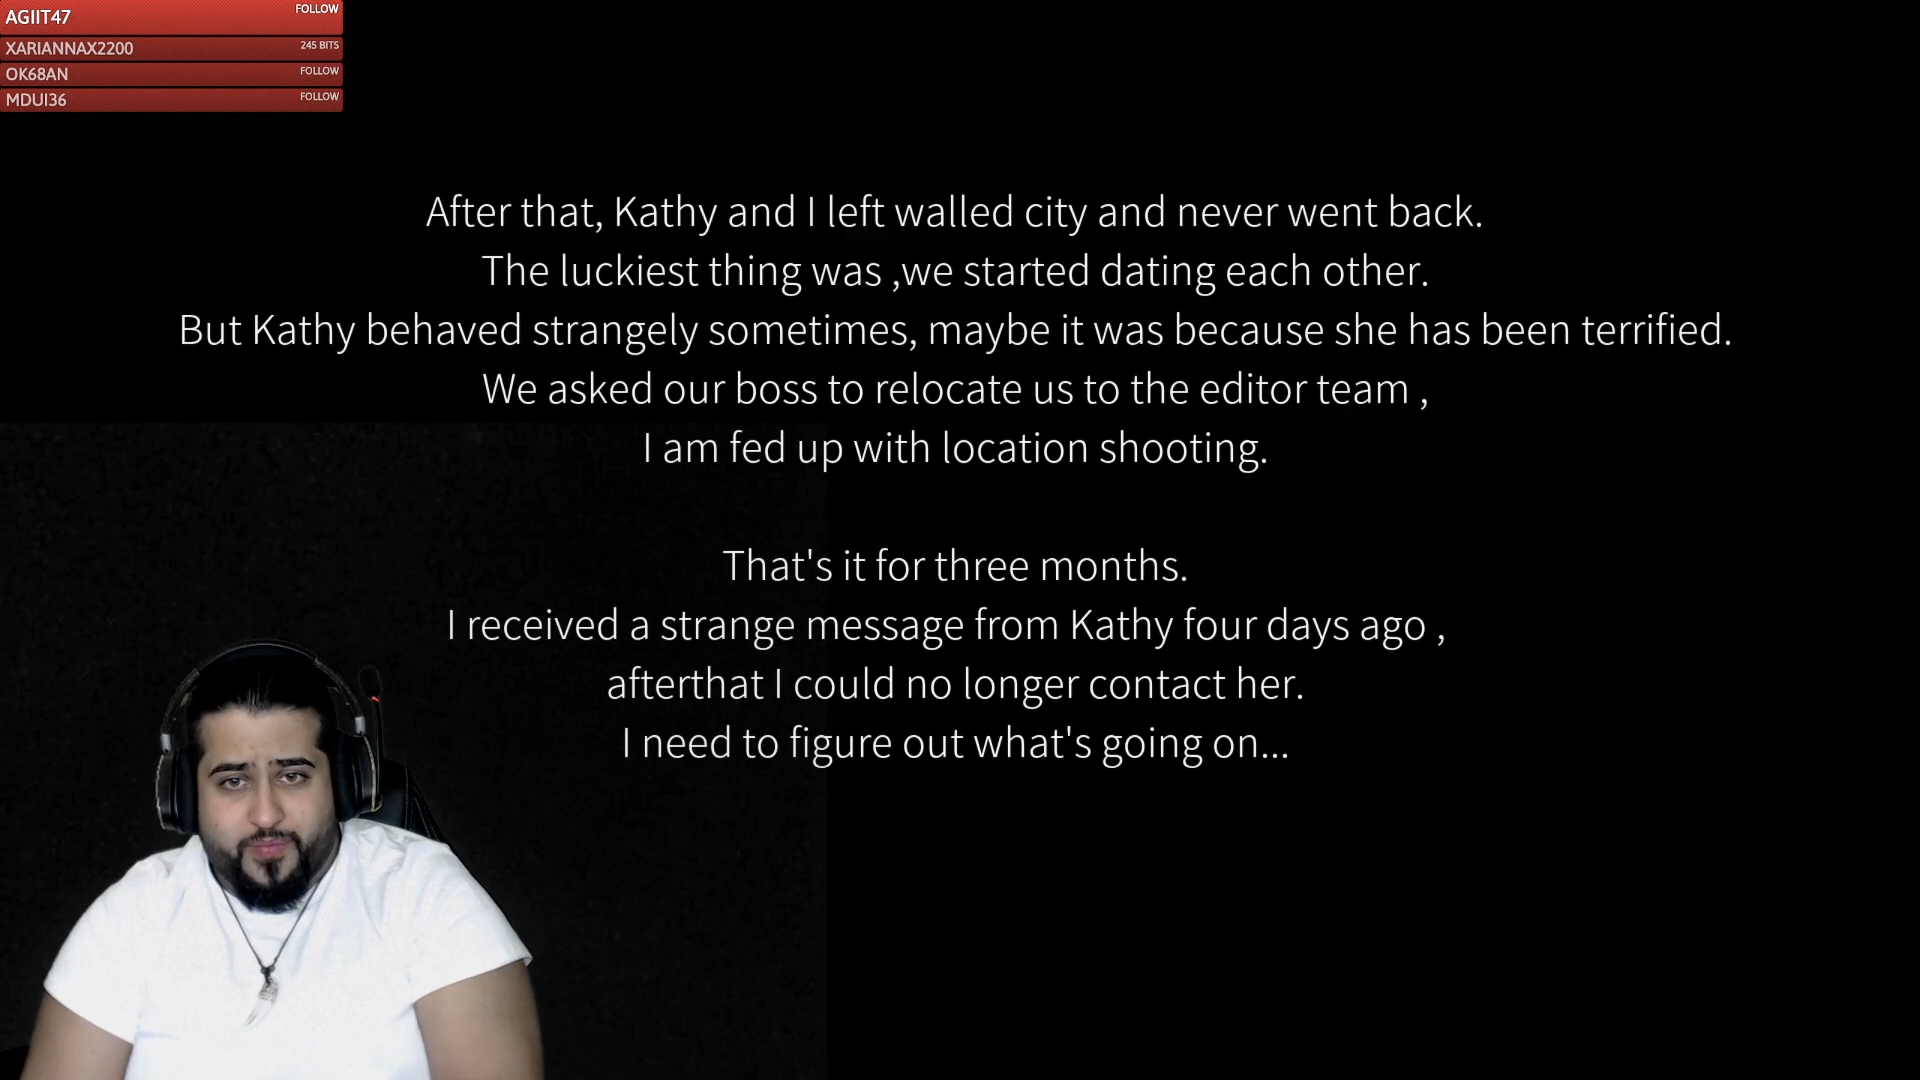 AGIIT47 FOLLOW
XARIANNAX2200 245 BITS
OK68AN FOLLOW
MDUI36 FOLLOW
After that, Kathy and I left walled city and never went back.
The luckiest thing was ,we started dating each other.
But Kathy behaved strangely sometimes, maybe it was because she has been terrified.
We asked our boss to relocate us to the editor team ,
I am fed up with location shooting.
That's it for three months.
I received a strange message from Kathy four days ago ,
afterthat I could no longer contact her.
I need to figure out what's going on...